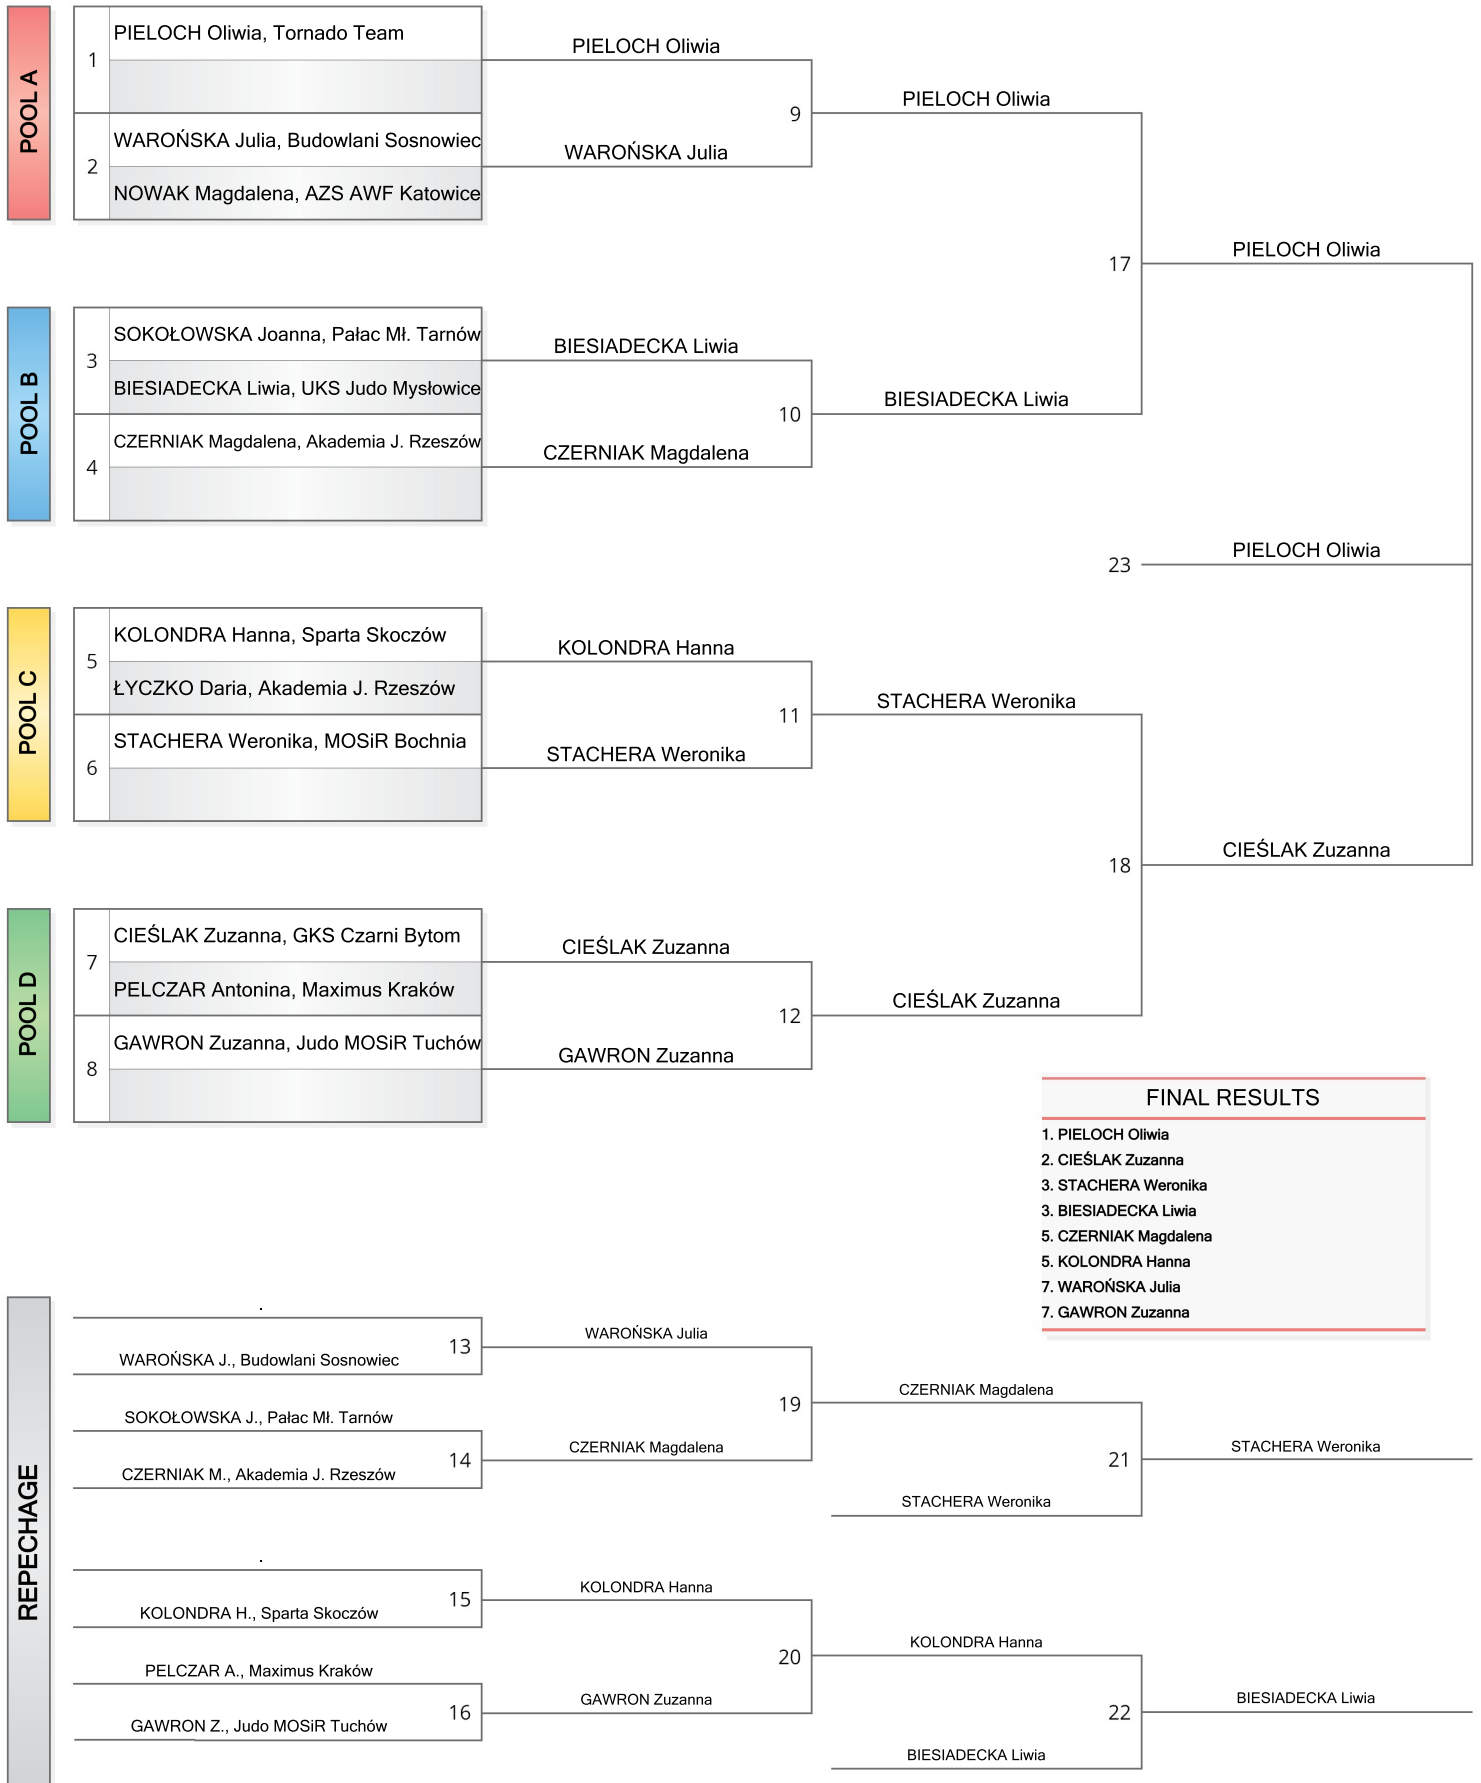 POOL A
1
PIELOCH Oliwia, Tornado Team
2
WAROŃSKA Julia, Budowlani Sosnowiec
NOWAK Magdalena, AZS AWF Katowice
PIELOCH Oliwia
WAROŃSKA Julia
9
PIELOCH Oliwia
POOL B
3
SOKOŁOWSKA Joanna, Pałac Mł. Tarnów
BIESIADECKA Liwia, UKS Judo Mysłowice
4
CZERNIAK Magdalena, Akademia J. Rzeszów
BIESIADECKA Liwia
CZERNIAK Magdalena
10
BIESIADECKA Liwia
17
PIELOCH Oliwia
23
PIELOCH Oliwia
POOL C
5
KOLONDRA Hanna, Sparta Skoczów
ŁYCZKO Daria, Akademia J. Rzeszów
6
STACHERA Weronika, MOSiR Bochnia
KOLONDRA Hanna
STACHERA Weronika
11
STACHERA Weronika
POOL D
7
CIEŚLAK Zuzanna, GKS Czarni Bytom
PELCZAR Antonina, Maximus Kraków
8
GAWRON Zuzanna, Judo MOSiR Tuchów
CIEŚLAK Zuzanna
GAWRON Zuzanna
12
CIEŚLAK Zuzanna
18
CIEŚLAK Zuzanna
FINAL RESULTS
1. PIELOCH Oliwia
2. CIEŚLAK Zuzanna
3. STACHERA Weronika
3. BIESIADECKA Liwia
5. CZERNIAK Magdalena
5. KOLONDRA Hanna
7. WAROŃSKA Julia
7. GAWRON Zuzanna
REPECHAGE
.
WAROŃSKA J., Budowlani Sosnowiec
13
SOKOŁOWSKA J., Pałac Mł. Tarnów
CZERNIAK M., Akademia J. Rzeszów
14
WAROŃSKA Julia
CZERNIAK Magdalena
19
CZERNIAK Magdalena
STACHERA Weronika
21
STACHERA Weronika
.
KOLONDRA H., Sparta Skoczów
15
PELCZAR A., Maximus Kraków
GAWRON Z., Judo MOSiR Tuchów
16
KOLONDRA Hanna
GAWRON Zuzanna
20
KOLONDRA Hanna
BIESIADECKA Liwia
22
BIESIADECKA Liwia